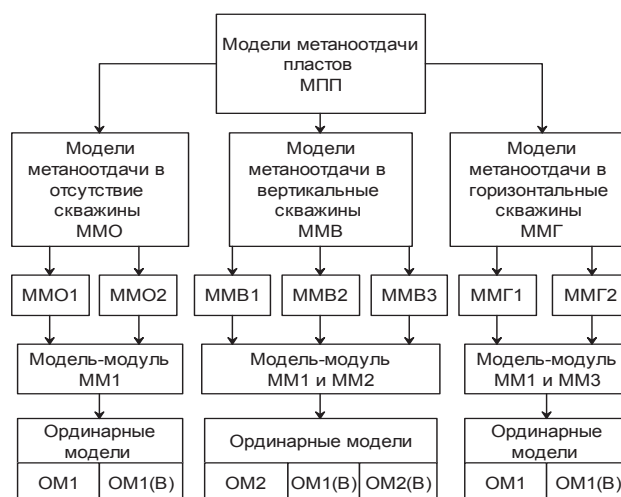 Модели метаноотдачи
пластов
МПП
Модели
метаноотдачи в
отсутствие
скважины
ММО
Модели
метаноотдачи в
вертикальные
скважины
ММВ
Модели
метаноотдачи в
горизонтальные
скважины
ММГ
ММО1
ММО2
ММВ1
ММВ2
ММВ3
ММГ1
ММГ2
Модель-модуль
ММ1
Модель-модуль
ММ1 и ММ2
Модель-модуль
ММ1 и ММ3
Ординарные
модели
ОМ1
ОМ1(В)
Ординарные модели
ОМ2
ОМ1(В)
ОМ2(В)
Ординарные
модели
ОМ1
ОМ1(В)